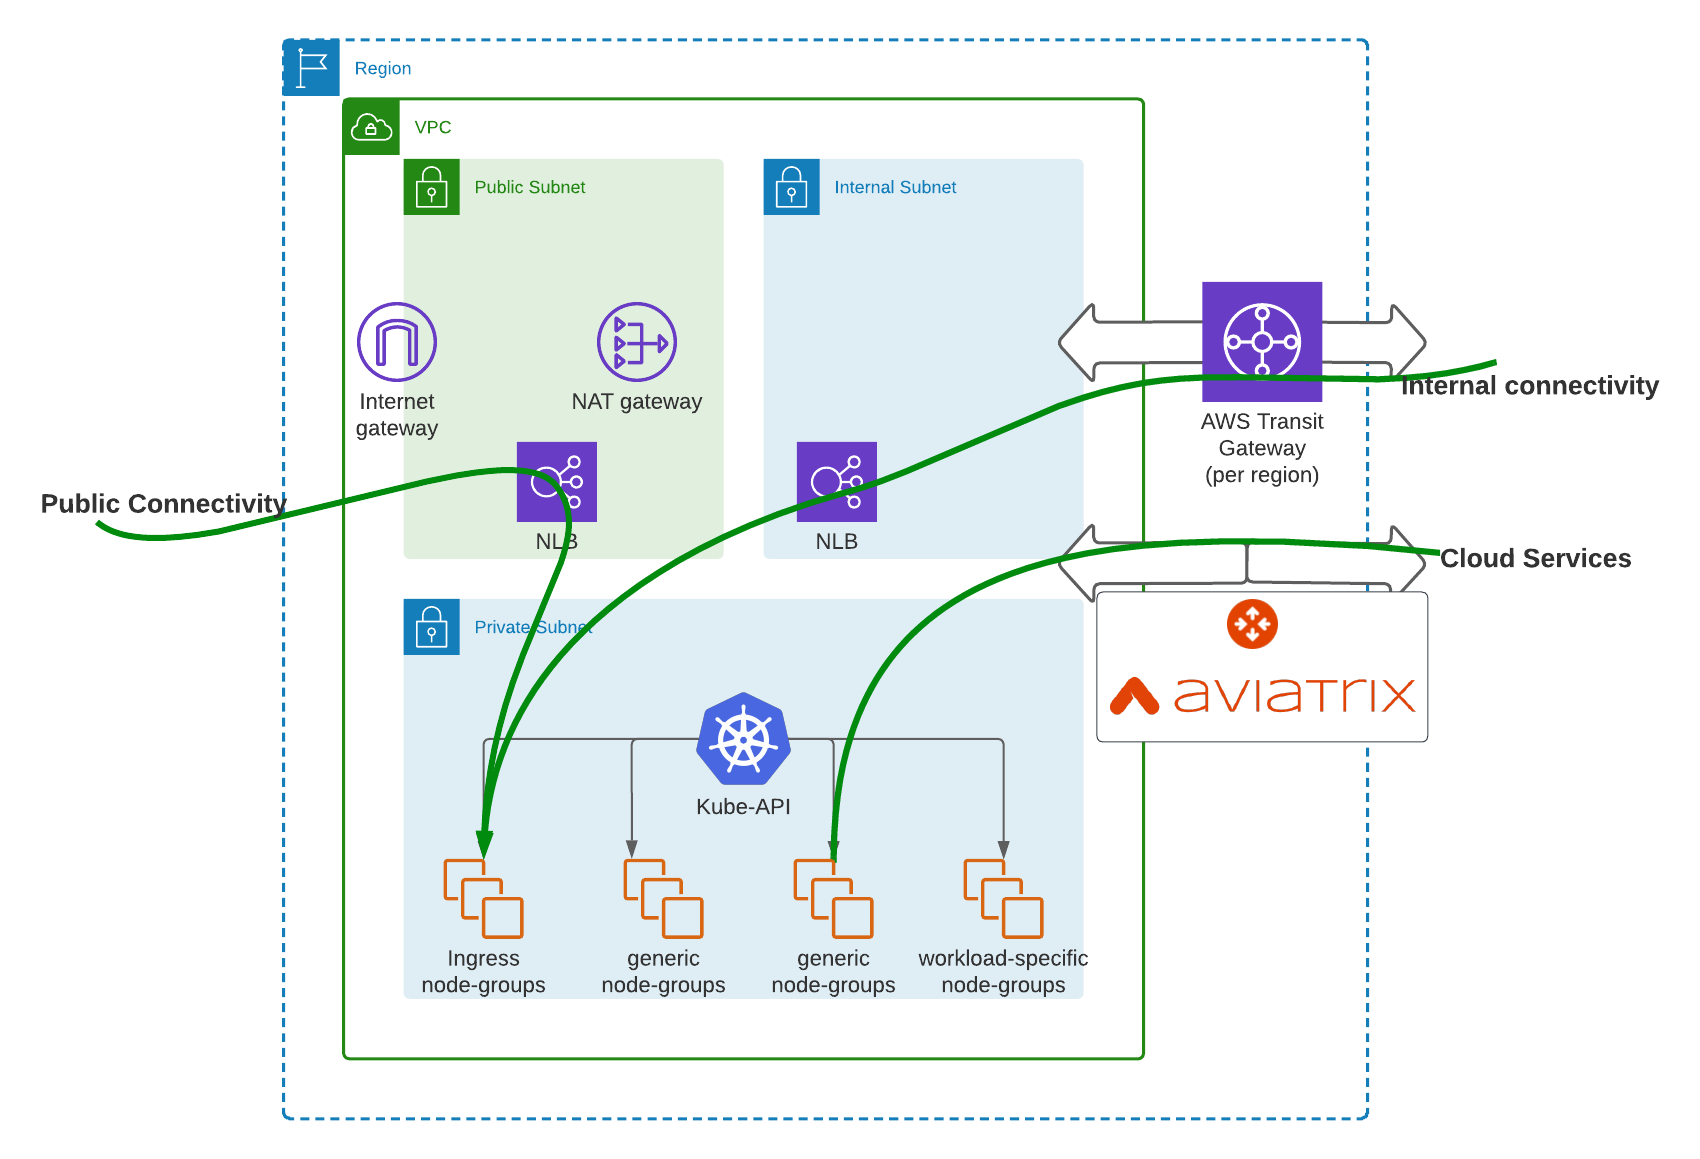 Region
VPC
Public Subnet
Internal Subnet
Internet
gateway
NAT gateway
Internal connectivity
AWS Transit
Gateway
(per region)
Public Connectivity
NLB
NLB
Cloud Services
Private Subnet
aviatrix
Kube-API
Ingress
node-groups
generic
node-groups
generic
node-groups
workload-specific
node-groups